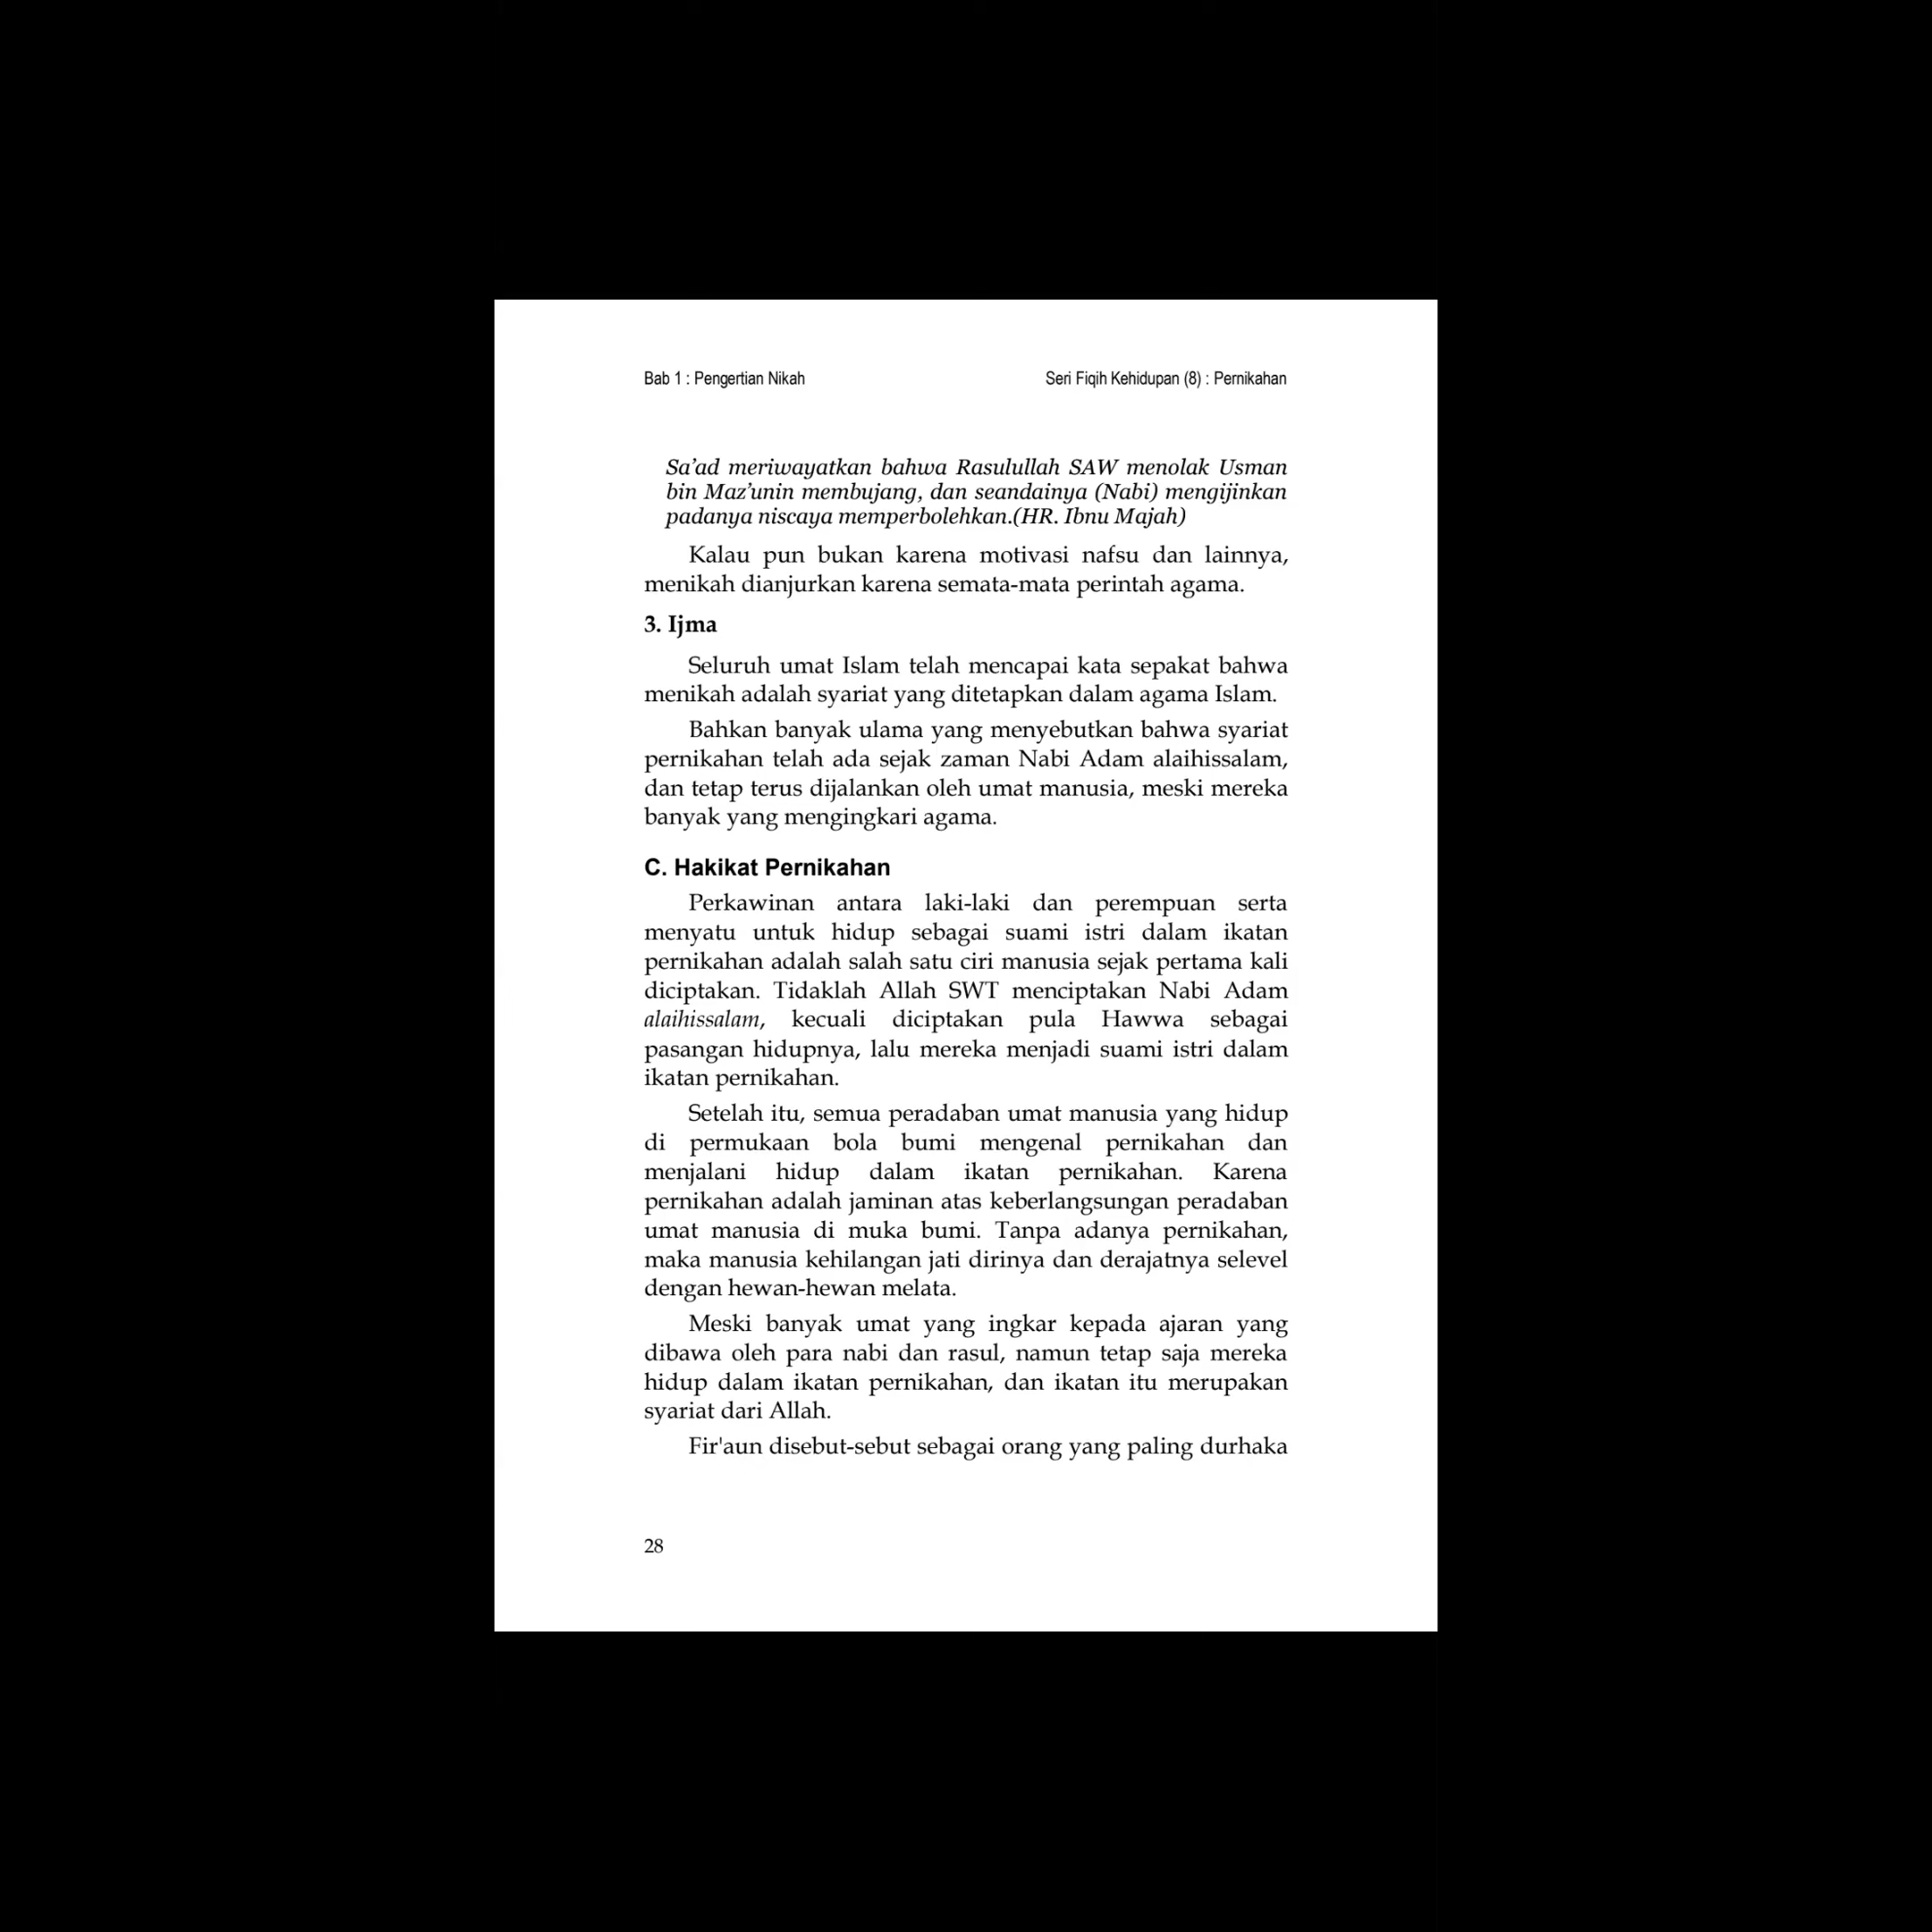 Bab 1 : Pengertian Nikah Seri Fiqih Kehidupan (8) : Pernikahan
Sa’ad meriwayatkan bahwa Rasulullah SAW menolak Usman
bin Maz’unin membujang, dan seandainya (Nabi) mengijinkan
padanya niscaya memperbolehkan.(HR. Ibnu Majah)
Kalau pun bukan karena motivasi nafsu dan lainnya,
menikah dianjurkan karena semata-mata perintah agama.
3. Ijma
Seluruh umat Islam telah mencapai kata sepakat bahwa
menikah adalah syariat yang ditetapkan dalam agama Islam.
Bahkan banyak ulama yang menyebutkan bahwa syariat
pernikahan telah ada sejak zaman Nabi Adam alaihissalam,
dan tetap terus dijalankan oleh umat manusia, meski mereka
banyak yang mengingkari agama.
C. Hakikat Pernikahan
Perkawinan antara laki-laki dan perempuan serta
menyatu untuk hidup sebagai suami istri dalam ikatan
pernikahan adalah salah satu ciri manusia sejak pertama kali
diciptakan. Tidaklah Allah SWT menciptakan Nabi Adam
alaihissalam, kecuali diciptakan pula Hawwa sebagai
pasangan hidupnya, lalu mereka menjadi suami istri dalam
ikatan pernikahan.
Setelah itu, semua peradaban umat manusia yang hidup
di permukaan bola bumi mengenal pernikahan dan
menjalani hidup dalam ikatan pernikahan. Karena
pernikahan adalah jaminan atas keberlangsungan peradaban
umat manusia di muka bumi. Tanpa adanya pernikahan,
maka manusia kehilangan jati dirinya dan derajatnya selevel
dengan hewan-hewan melata.
Meski banyak umat yang ingkar kepada ajaran yang
dibawa oleh para nabi dan rasul, namun tetap saja mereka
hidup dalam ikatan pernikahan, dan ikatan itu merupakan
syariat dari Allah.
Fir'aun disebut-sebut sebagai orang yang paling durhaka
28